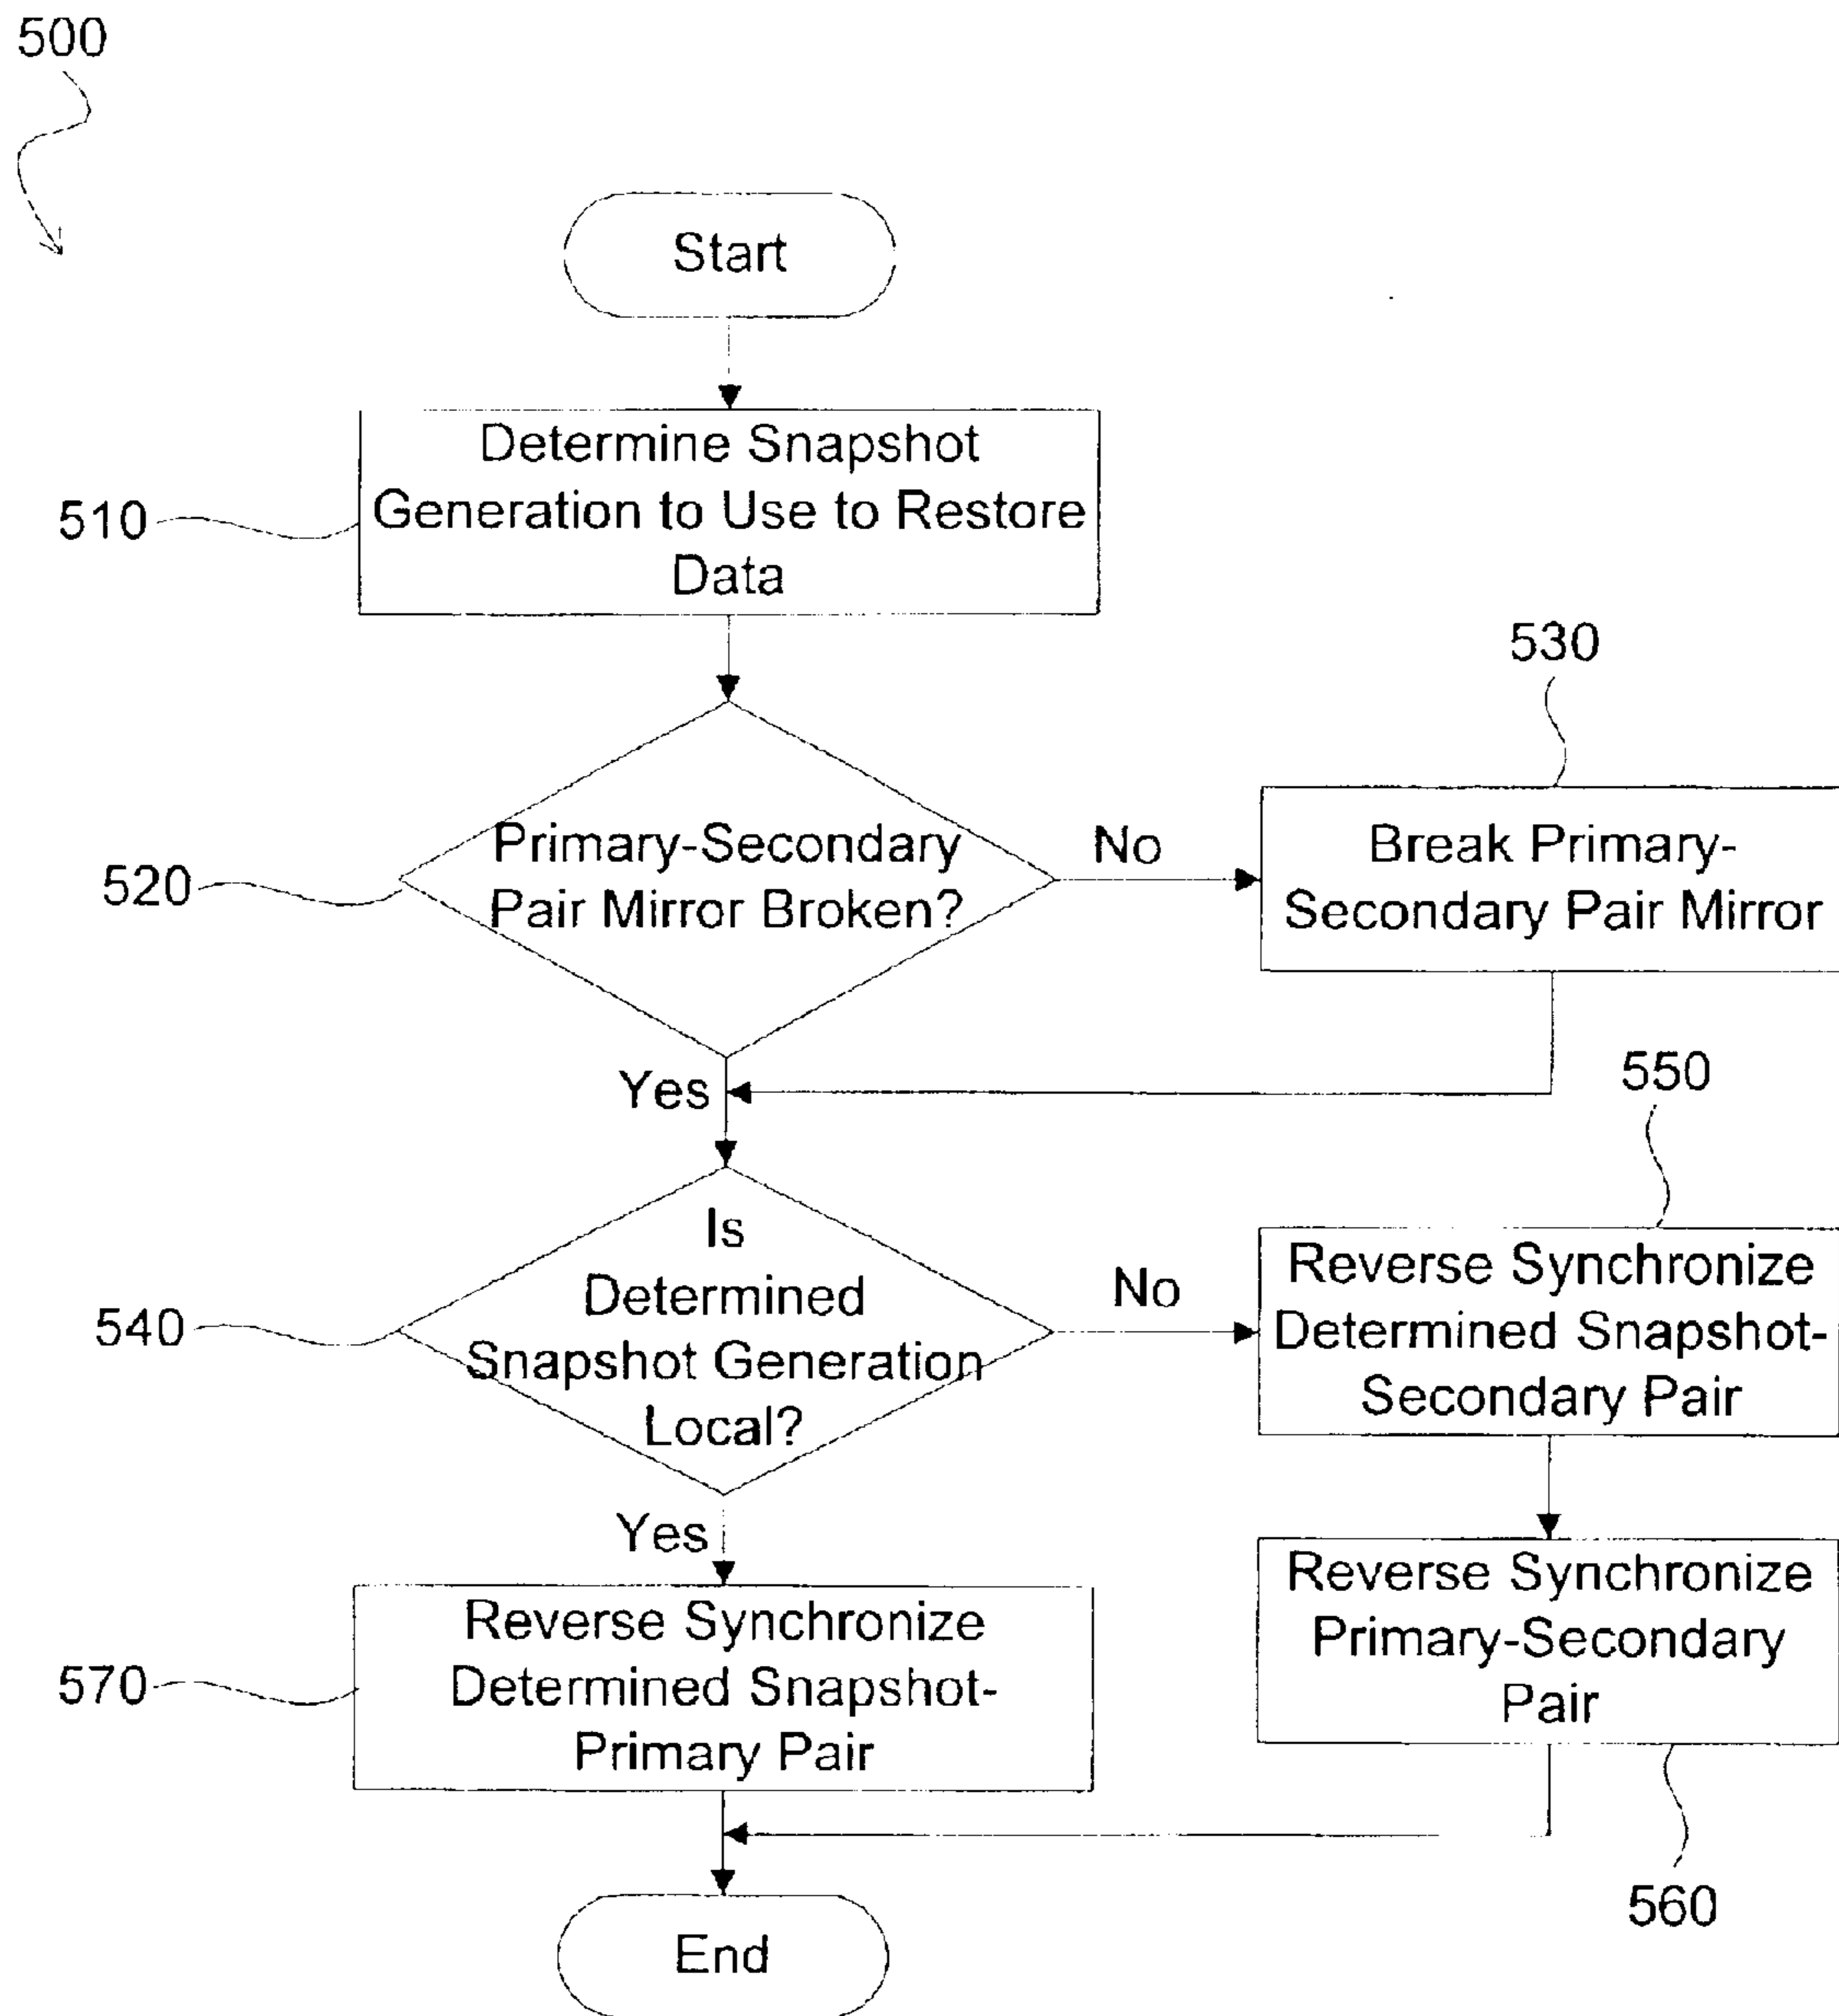 500
Start
Determine Snapshot
Generation to Use to Restore
Data
510
530
Primary-Secondary
Pair Mirror Broken?
520
No
Break Primary-
Secondary Pair Mirror
Yes
550
Is
Determined
Snapshot Generation
Local?
540
No
Reverse Synchronize
Determined Snapshot-
Secondary Pair
Yes
Reverse Synchronize
Primary-Secondary
Pair
Reverse Synchronize
Determined Snapshot-
Primary Pair
570
560
End